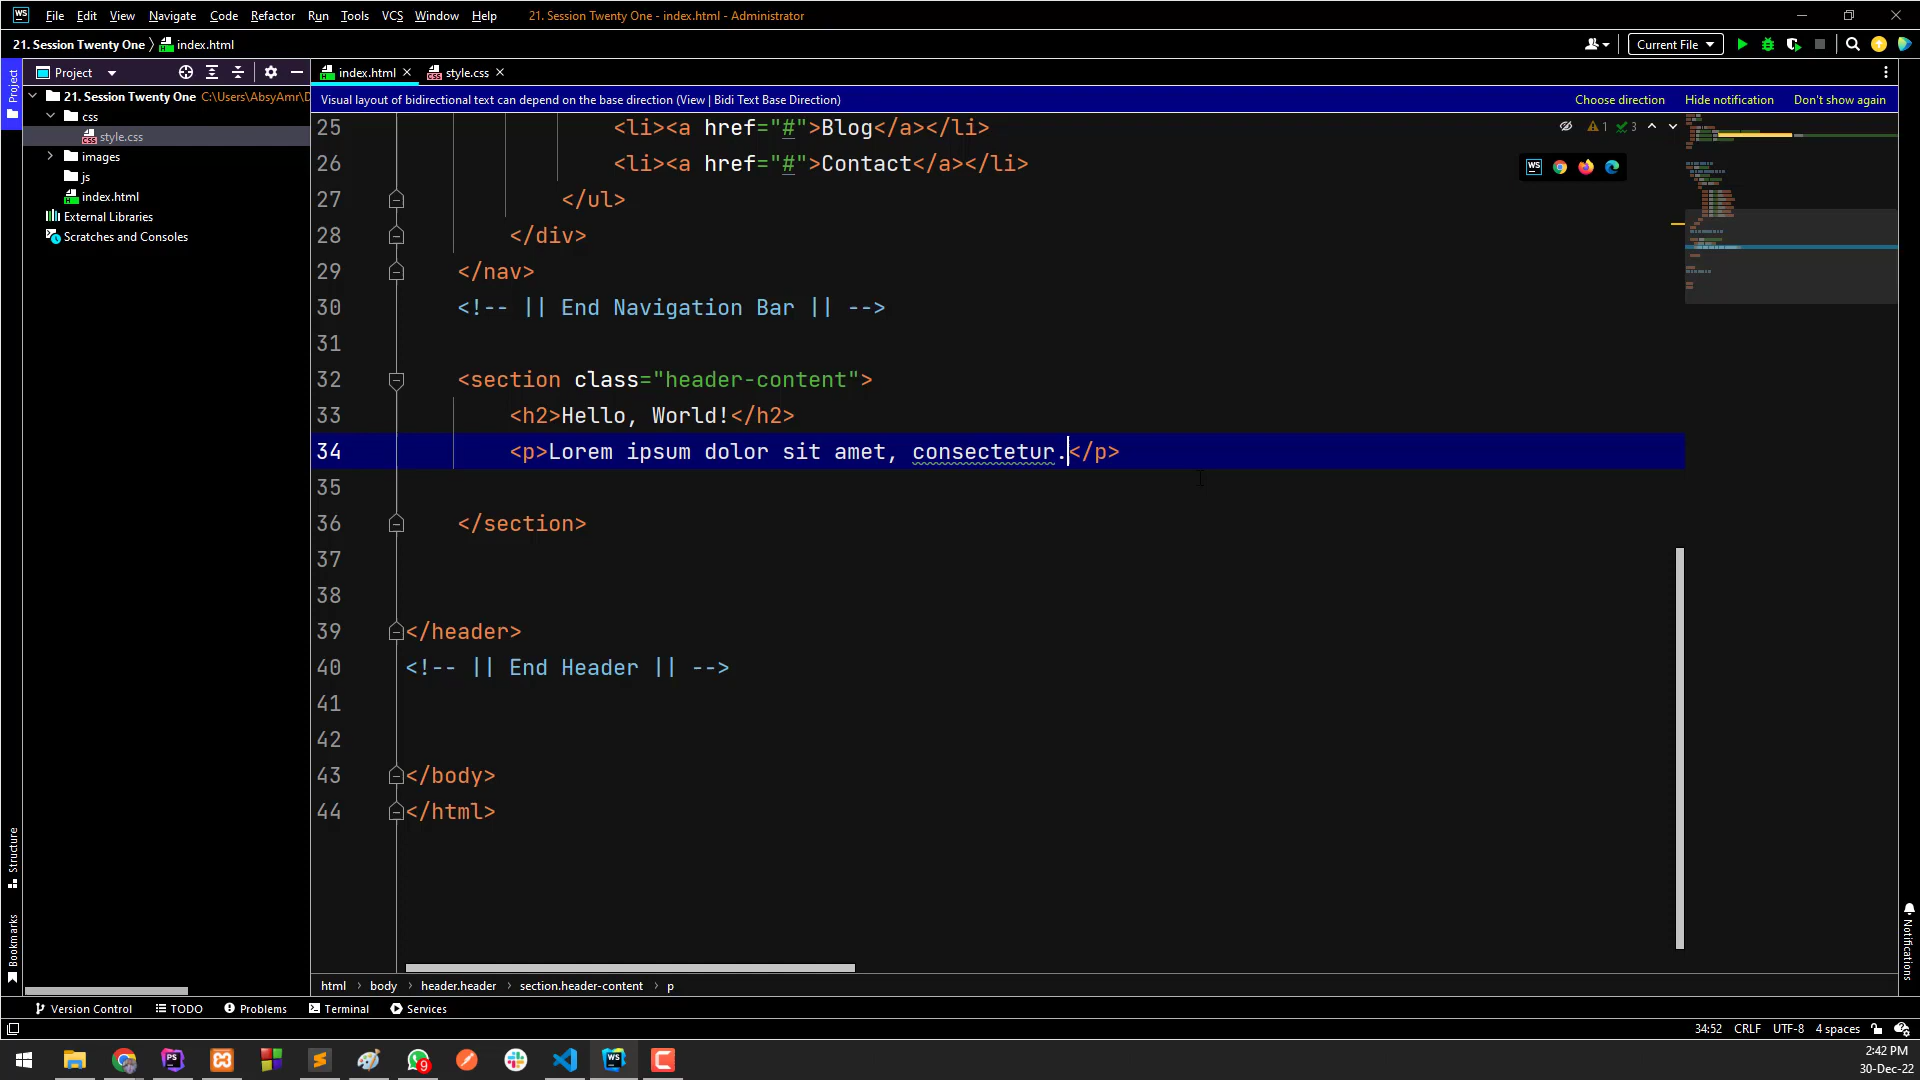 WS File Edit View Navigate Code Refactor Run Tools VCS Window Help 21. Session Twenty One - index.html - Administrator
21. Session Twenty One index.html Current File
Project index.html style.css
Visual layout of bidirectional text can depend on the base direction (View | Bidi Text Base Direction) Choose direction Hide notification Don't show again
Project
21. Session Twenty One C:\Users\AbsyAmr\D
css
style.css
images
js
index.html
External Libraries
Scratches and Consoles
1 3
25 <li><a href="#">Blog</a></li>
26 <li><a href="#">Contact</a></li>
27 </ul>
28 </div>
29 </nav>
30 <!-- || End Navigation Bar || -->
31
32 <section class="header-content">
33 <h2>Hello, World!</h2>
34 <p>Lorem ipsum dolor sit amet, consectetur.</p>
35
36 </section>
37
38
39 </header>
40 <!-- || End Header || -->
41
42
43 </body>
44 </html>
Structure
Bookmarks
Notifications
html body header.header section.header-content p
Version Control TODO Problems Terminal Services
34:52 CRLF UTF-8 4 spaces
9
2:42 PM
30-Dec-22